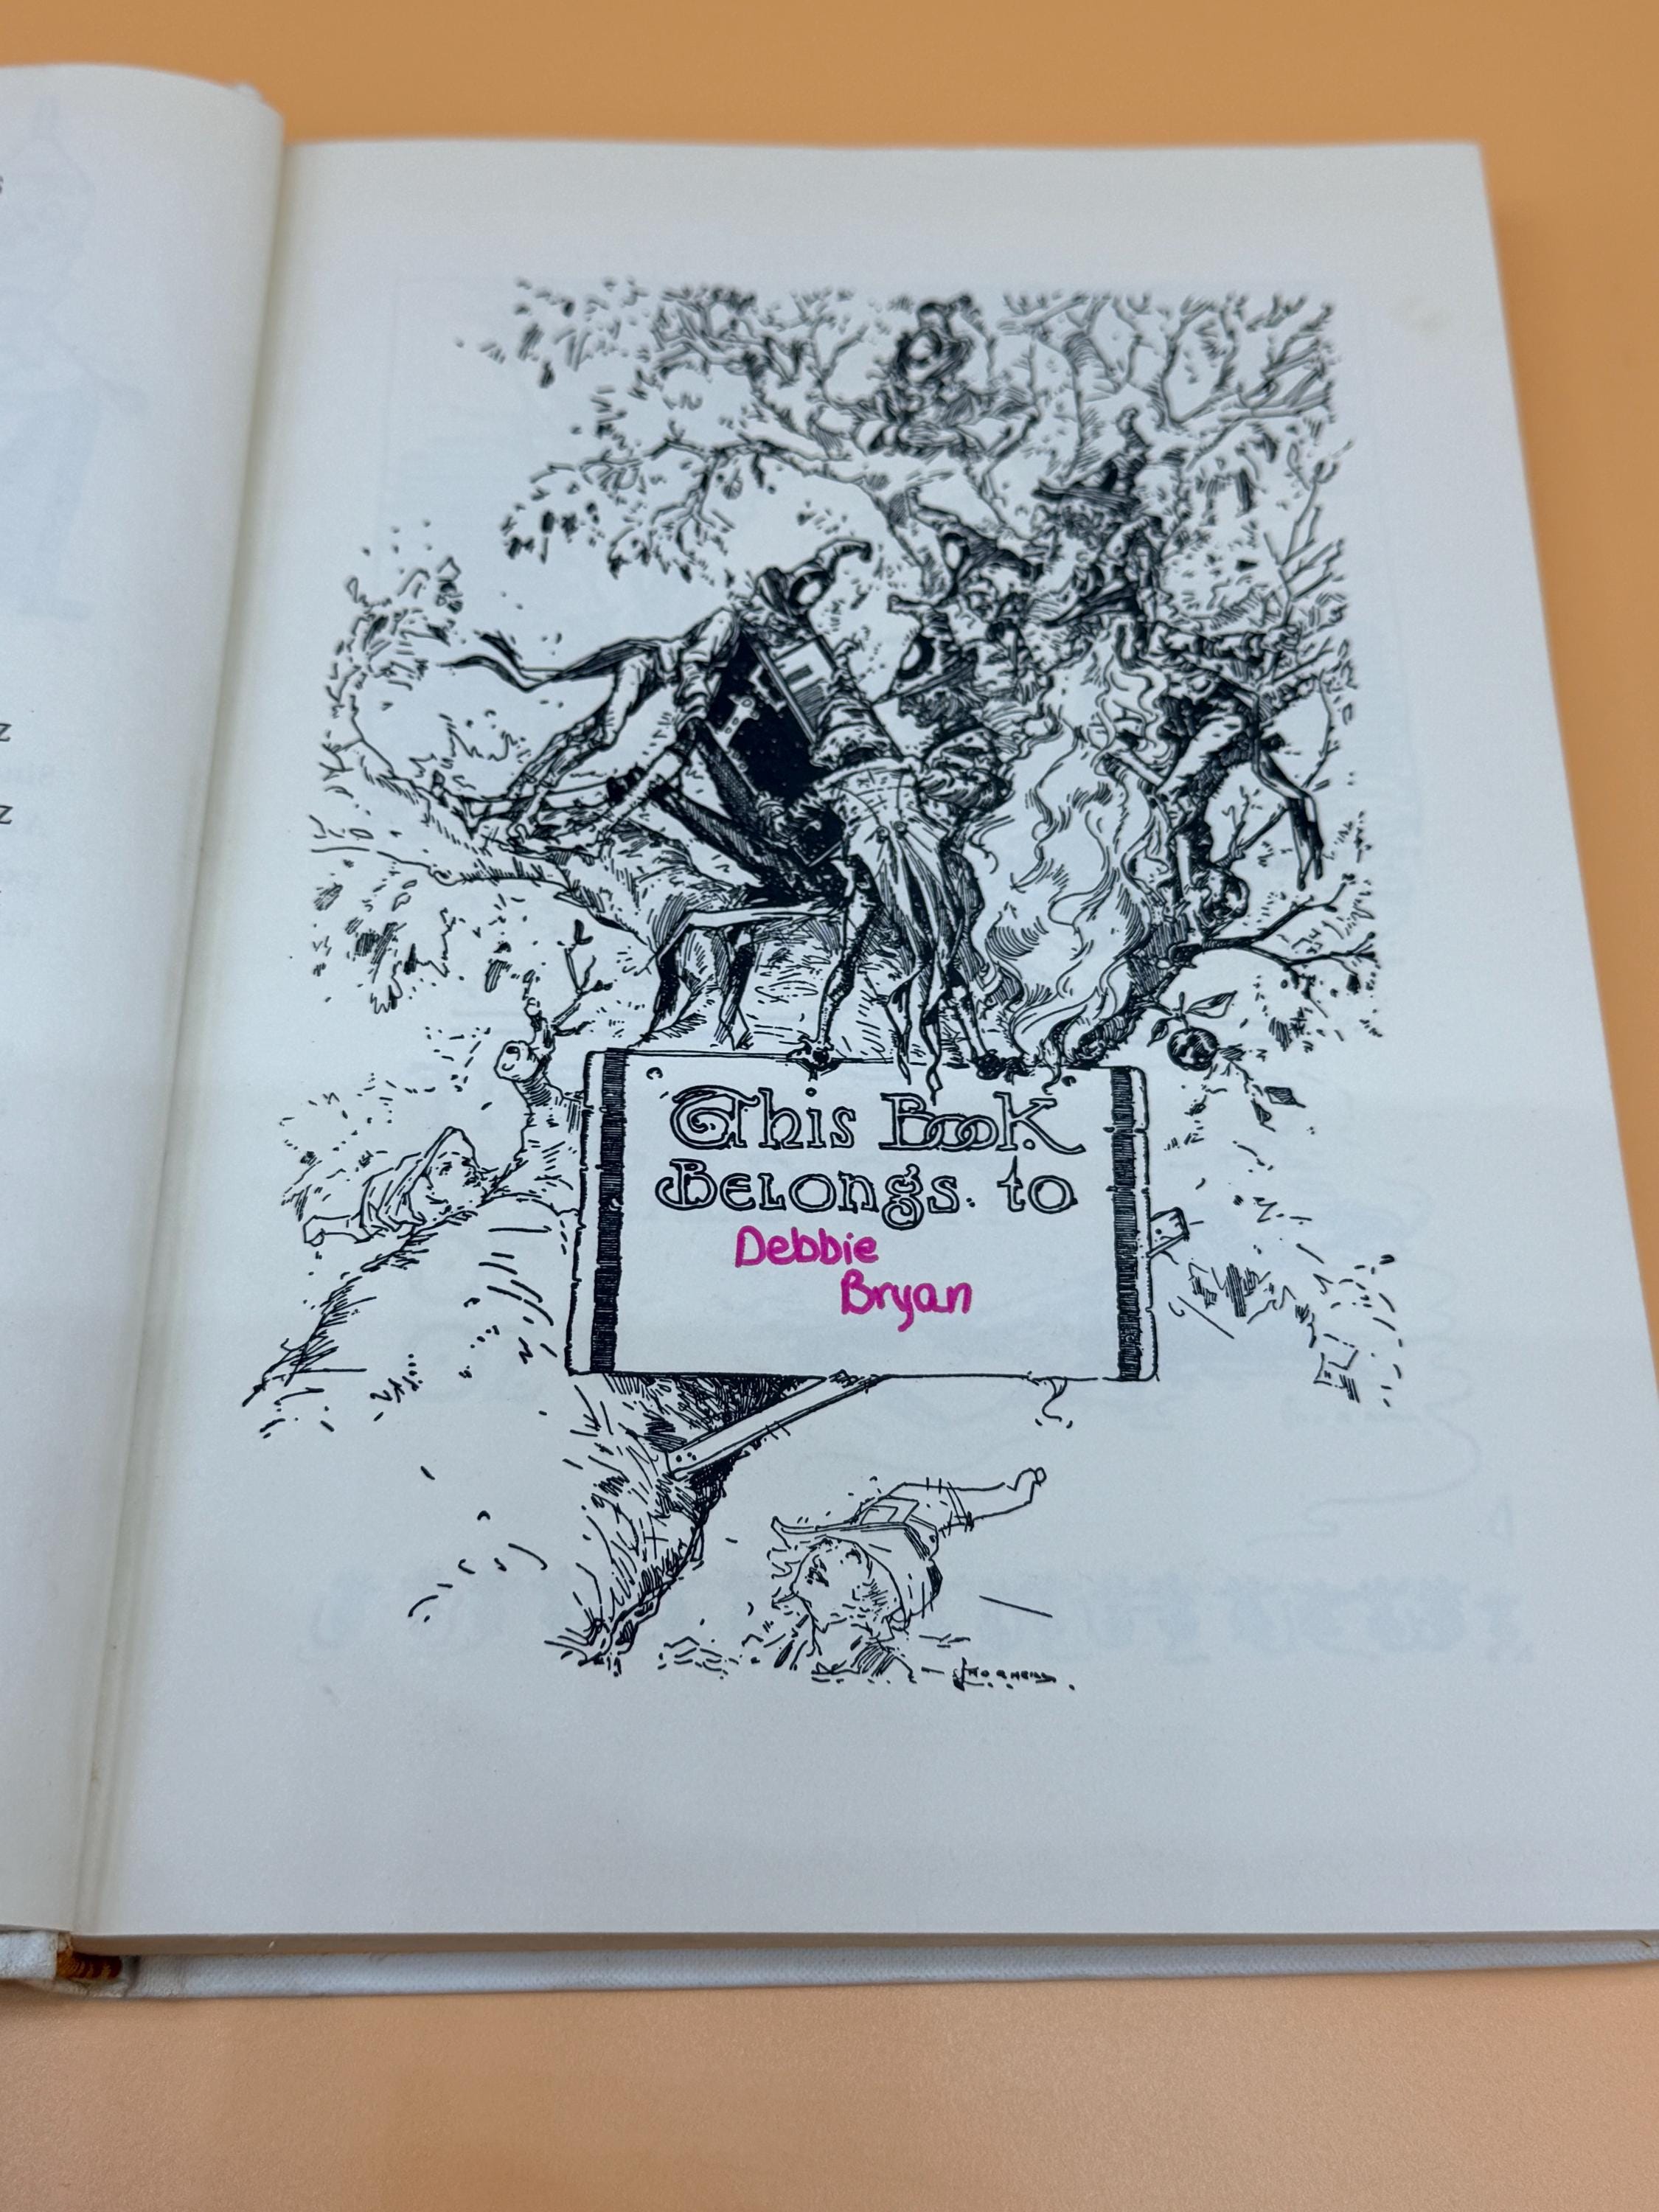 This Book
Belongs to
Debbie
Bryan